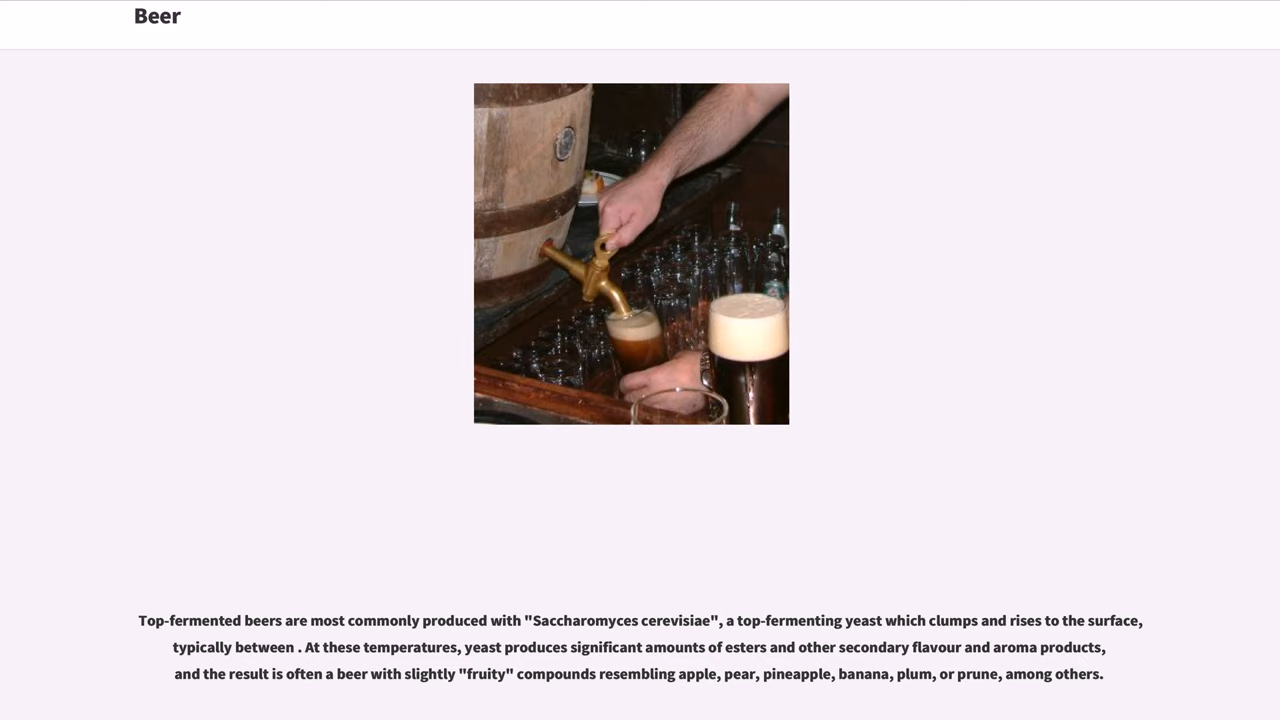 Beer
Top-fermented beers are most commonly produced with "Saccharomyces cerevisiae", a top-fermenting yeast which clumps and rises to the surface,
typically between . At these temperatures, yeast produces significant amounts of esters and other secondary flavour and aroma products,
and the result is often a beer with slightly "fruity" compounds resembling apple, pear, pineapple, banana, plum, or prune, among others.